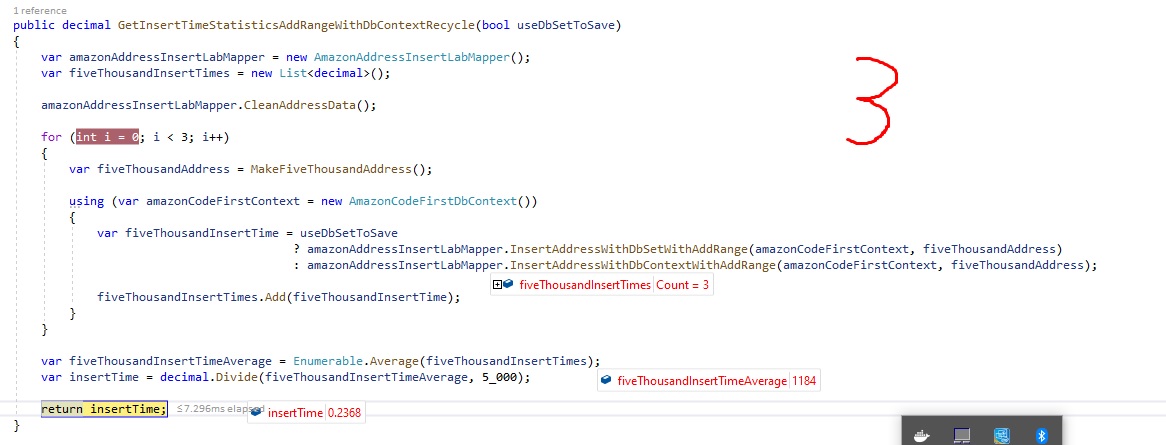 1 reference
public decimal GetInsertTimeStatisticsAddRangeWithDbContextRecycle(bool useDbSetToSave)
{
    var amazonAddressInsertLabMapper = new AmazonAddressInsertLabMapper();
    var fiveThousandInsertTimes = new List<decimal>();
3
    amazonAddressInsertLabMapper.CleanAddressData();
    for (int i = 0; i < 3; i++)
    {
        var fiveThousandAddress = MakeFiveThousandAddress();
        using (var amazonCodeFirstContext = new AmazonCodeFirstDbContext())
        {
            var fiveThousandInsertTime = useDbSetToSave
                                        ? amazonAddressInsertLabMapper.InsertAddressWithDbSetWithAddRange(amazonCodeFirstContext, fiveThousandAddress)
                                        : amazonAddressInsertLabMapper.InsertAddressWithDbContextWithAddRange(amazonCodeFirstContext, fiveThousandAddress);
fiveThousandInsertTimes Count = 3
            fiveThousandInsertTimes.Add(fiveThousandInsertTime);
        }
    }
    var fiveThousandInsertTimeAverage = Enumerable.Average(fiveThousandInsertTimes);
    var insertTime = decimal.Divide(fiveThousandInsertTimeAverage, 5_000); fiveThousandInsertTimeAverage 1184
    return insertTime; ≤7.296ms elapsed insertTime 0.2368
}